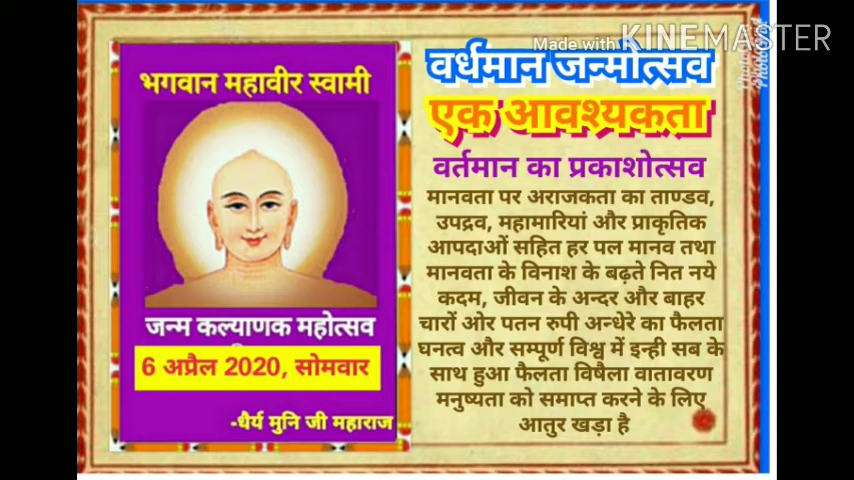 Made with KINEMASTER
भगवान महावीर स्वामी
जन्म कल्याणक महोत्सव
6 अप्रैल 2020, सोमवार
-धैर्य मुनि जी महाराज
वर्धमान जन्मोत्सव
एक आवश्यकता
वर्तमान का प्रकाशोत्सव
मानवता पर अराजकता का ताण्डव,
उपद्रव, महामारियां और प्राकृतिक
आपदाओं सहित हर पल मानव तथा
मानवता के विनाश के बढ़ते नित नये
कदम, जीवन के अन्दर और बाहर
चारों ओर पतन रुपी अन्धेरे का फैलता
घनत्व और सम्पूर्ण विश्व में इन्ही सब के
साथ हुआ फैलता विषैला वातावरण
मनुष्यता को समाप्त करने के लिए
आतुर खड़ा है